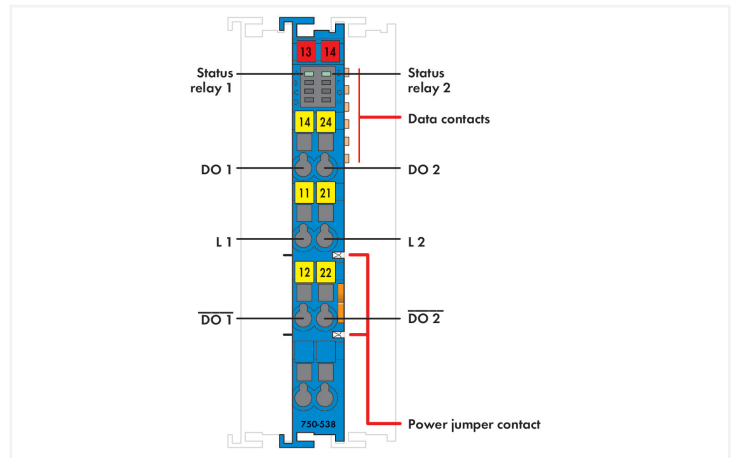 13 14
Status
relay 1
Status
relay 2
14 24
Data contacts
DO 1
DO 2
11 21
L 1
L 2
12 22
DO 1
DO 2
750-538
Power jumper contact